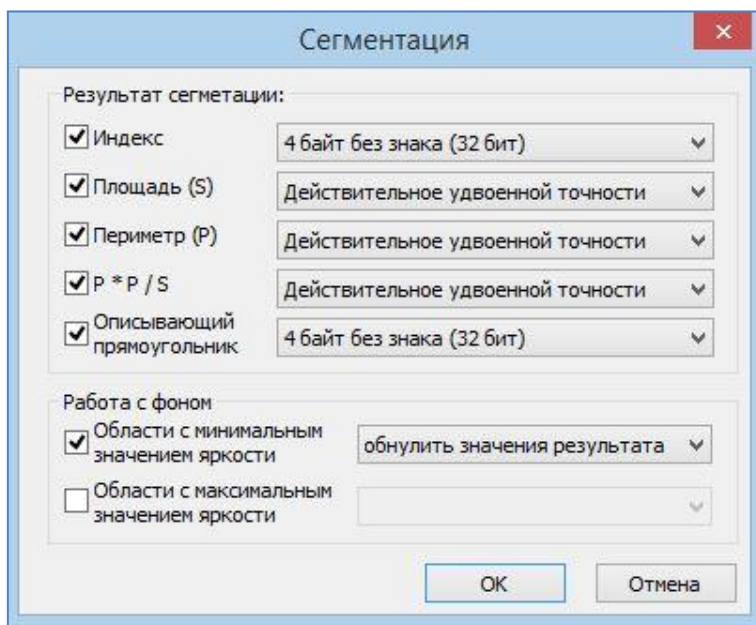 Сегментация
Результат сегметации:
Индекс
4 байт без знака (32 бит)
Площадь (S)
Действительное удвоенной точности
Периметр (P)
Действительное удвоенной точности
P * P / S
Действительное удвоенной точности
Описывающий
прямоугольник
4 байт без знака (32 бит)
Работа с фоном
Области с минимальным
значением яркости
обнулить значения результата
Области с максимальным
значением яркости
OK
Отмена